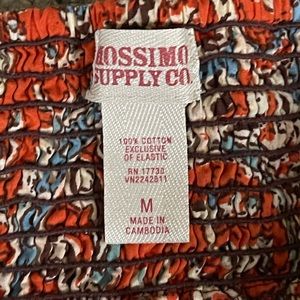 MOSSIMO
SUPPLY CO.
100% COTTON
EXCLUSIVE
OF ELASTIC
RN 17730
VN2242811
M
MADE IN
CAMBODIA